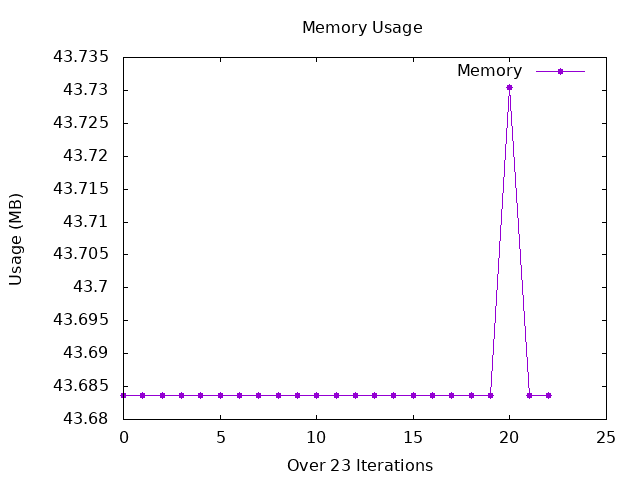 Memory Usage
43.735
Memory
43.73
43.725
43.72
43.715
43.71
43.705
43.7
43.695
43.69
43.685
43.68
Usage (MB)
0 5 10 15 20 25
Over 23 Iterations